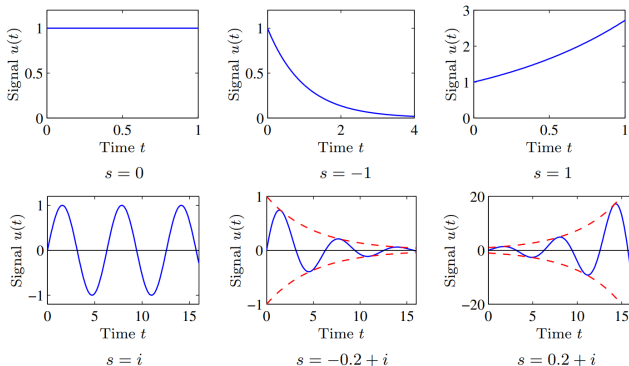 Signal u(t)
1
0.5
0
0 0.5 1
Time t
s = 0
Signal u(t)
1
0.5
0
0 2 4
Time t
s = −1
Signal u(t)
3
2
1
0
0 0.5 1
Time t
s = 1
Signal u(t)
1
0
−1
0 5 10 15
Time t
s = i
Signal u(t)
1
0
−1
0 5 10 15
Time t
s = −0.2 + i
Signal u(t)
20
0
−20
0 5 10 15
Time t
s = 0.2 + i